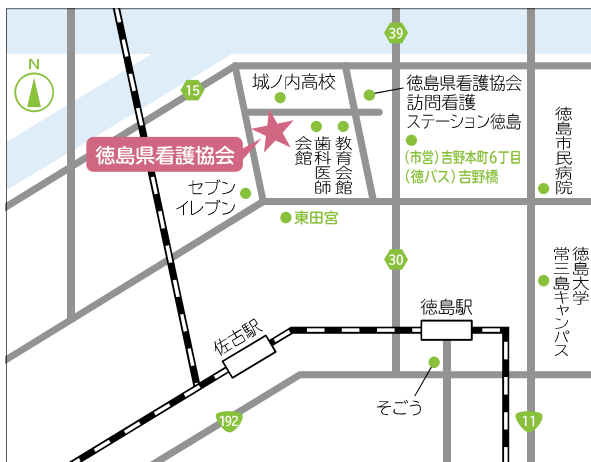 N
39
15
城ノ内高校
徳島県看護協会
訪問看護
ステーション徳島
(市営)吉野本町6丁目
(徳バス)吉野橋
徳島市民病院
徳島県看護協会
歯科医師
会館
教育会館
セブン
イレブン
東田宮
30
徳島大学
常三島キャンパス
徳島駅
佐古駅
そごう
192
11